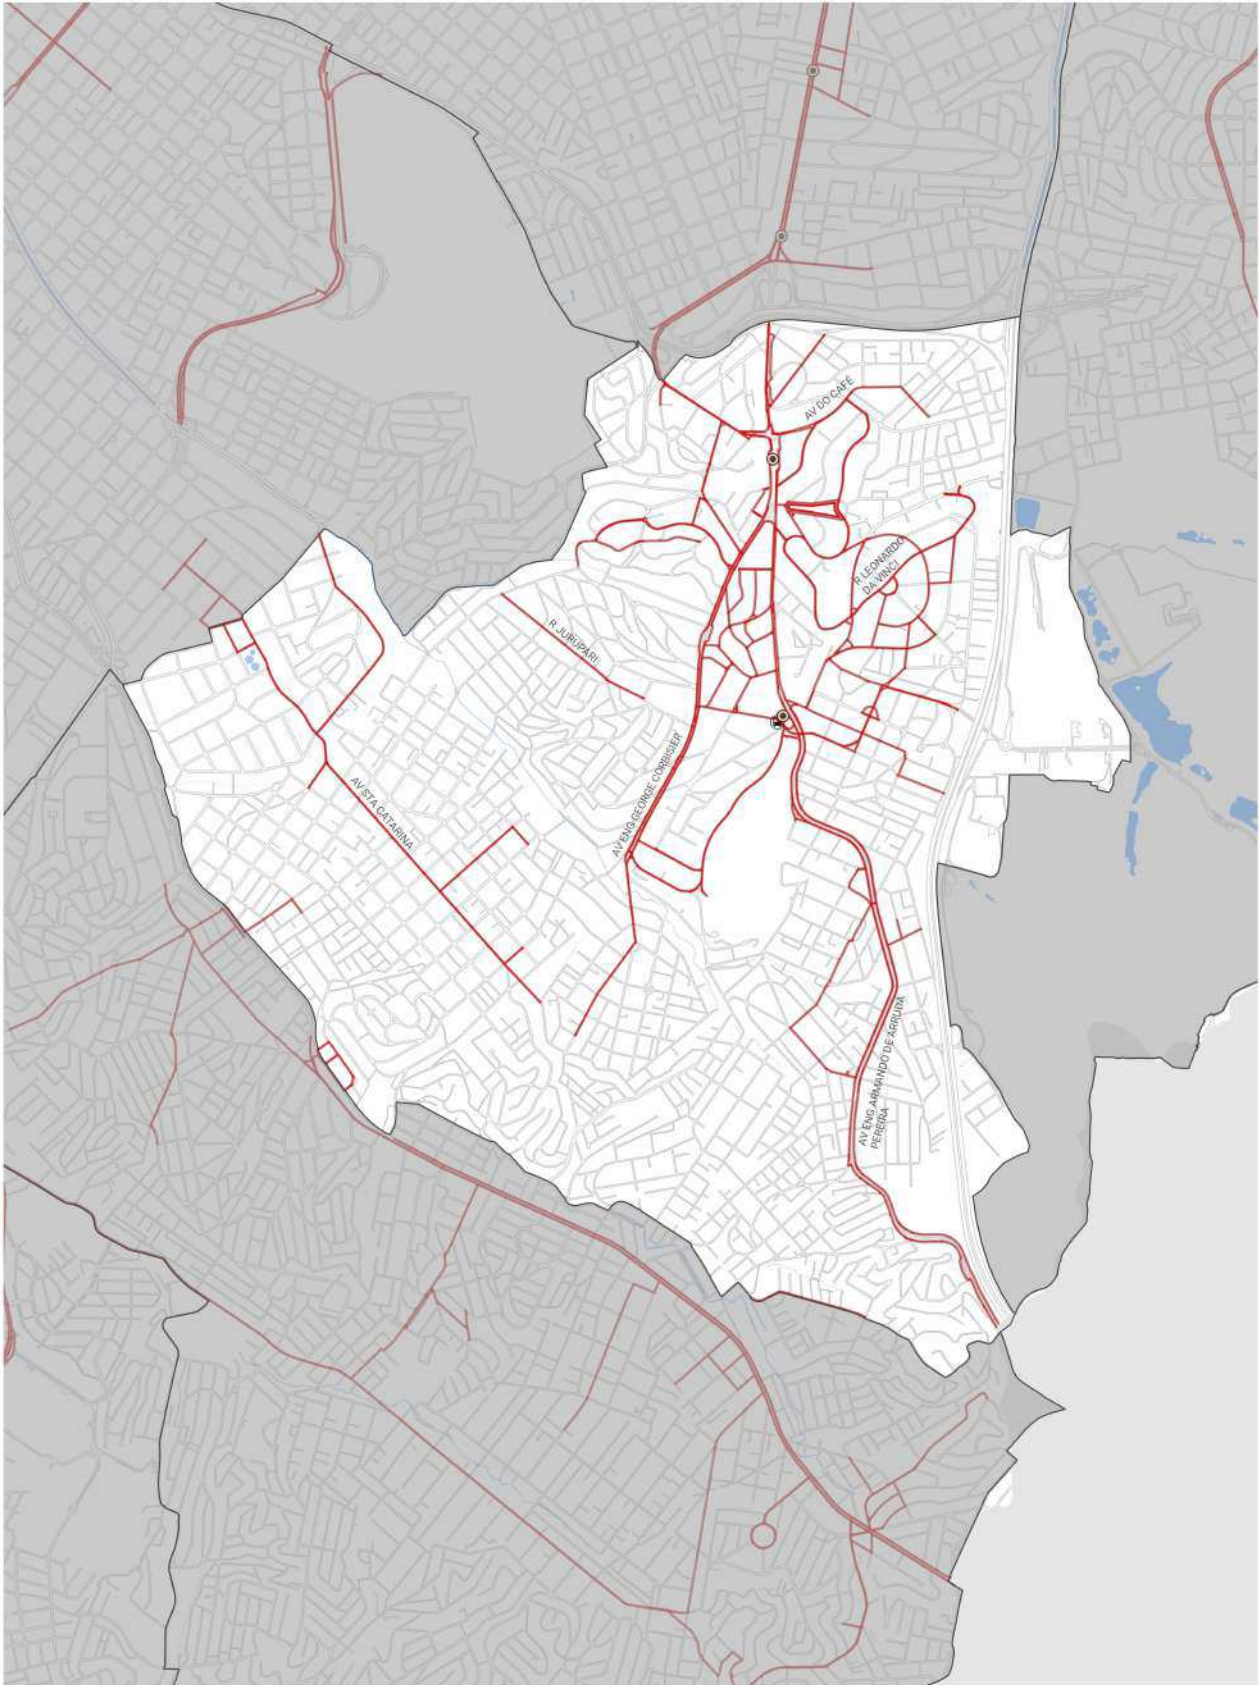 AV DO CAFÉ
R LEONARDO
DA VINCI
R JURUPARI
AV ENG GEORGE CORBISIER
AV STA CATARINA
AV ENG ARMANDO DE ARRUDA
PEREIRA